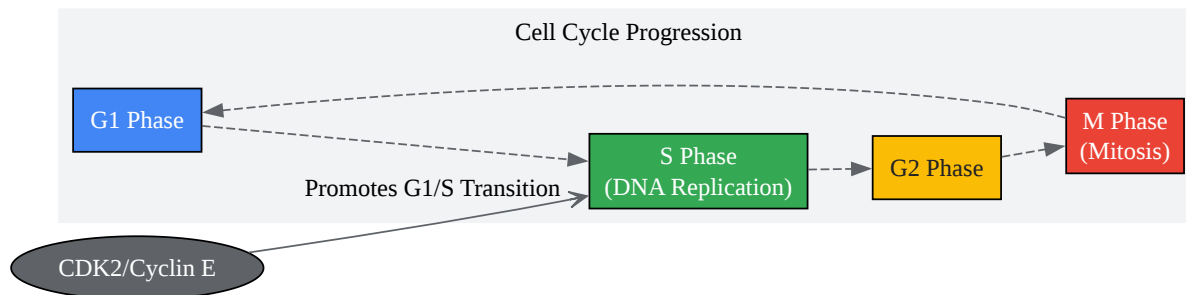 Cell Cycle Progression
G1 Phase
M Phase
(Mitosis)
S Phase
(DNA Replication)
G2 Phase
Promotes G1/S Transition
CDK2/Cyclin E